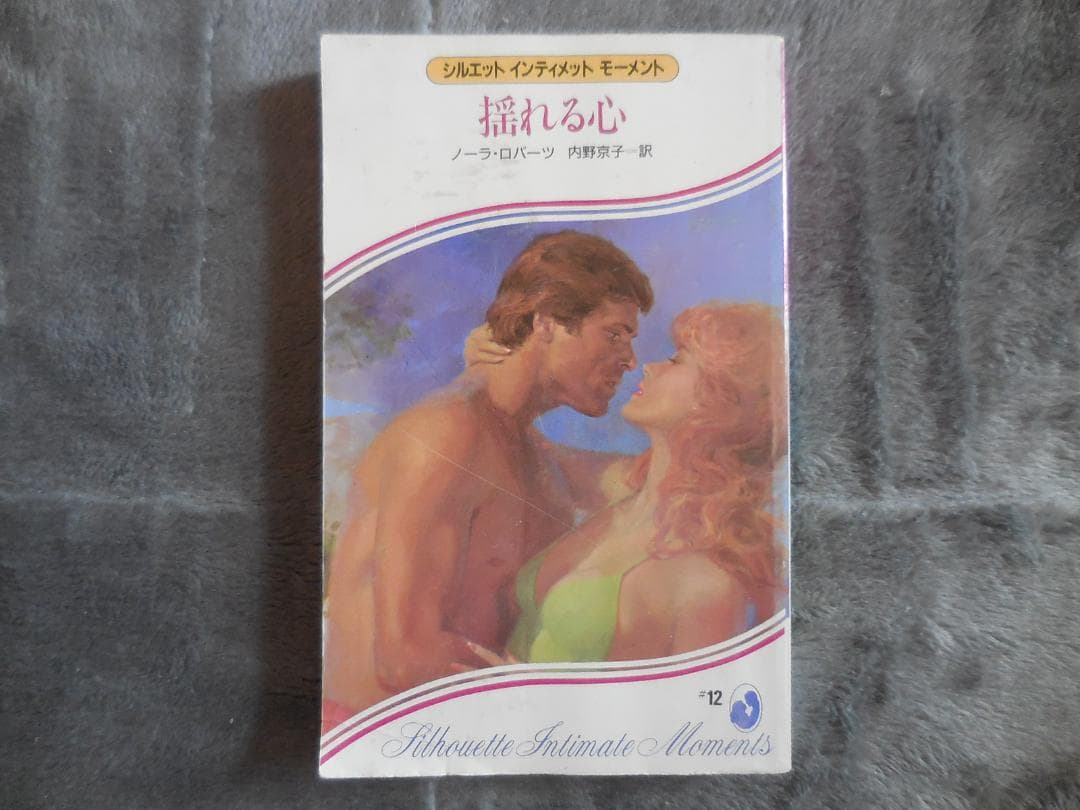 シルエット インティメット モーメント
揺れる心
ノーラ・ロバーツ 内野京子=訳
#12
Silhouette Intimate Moments